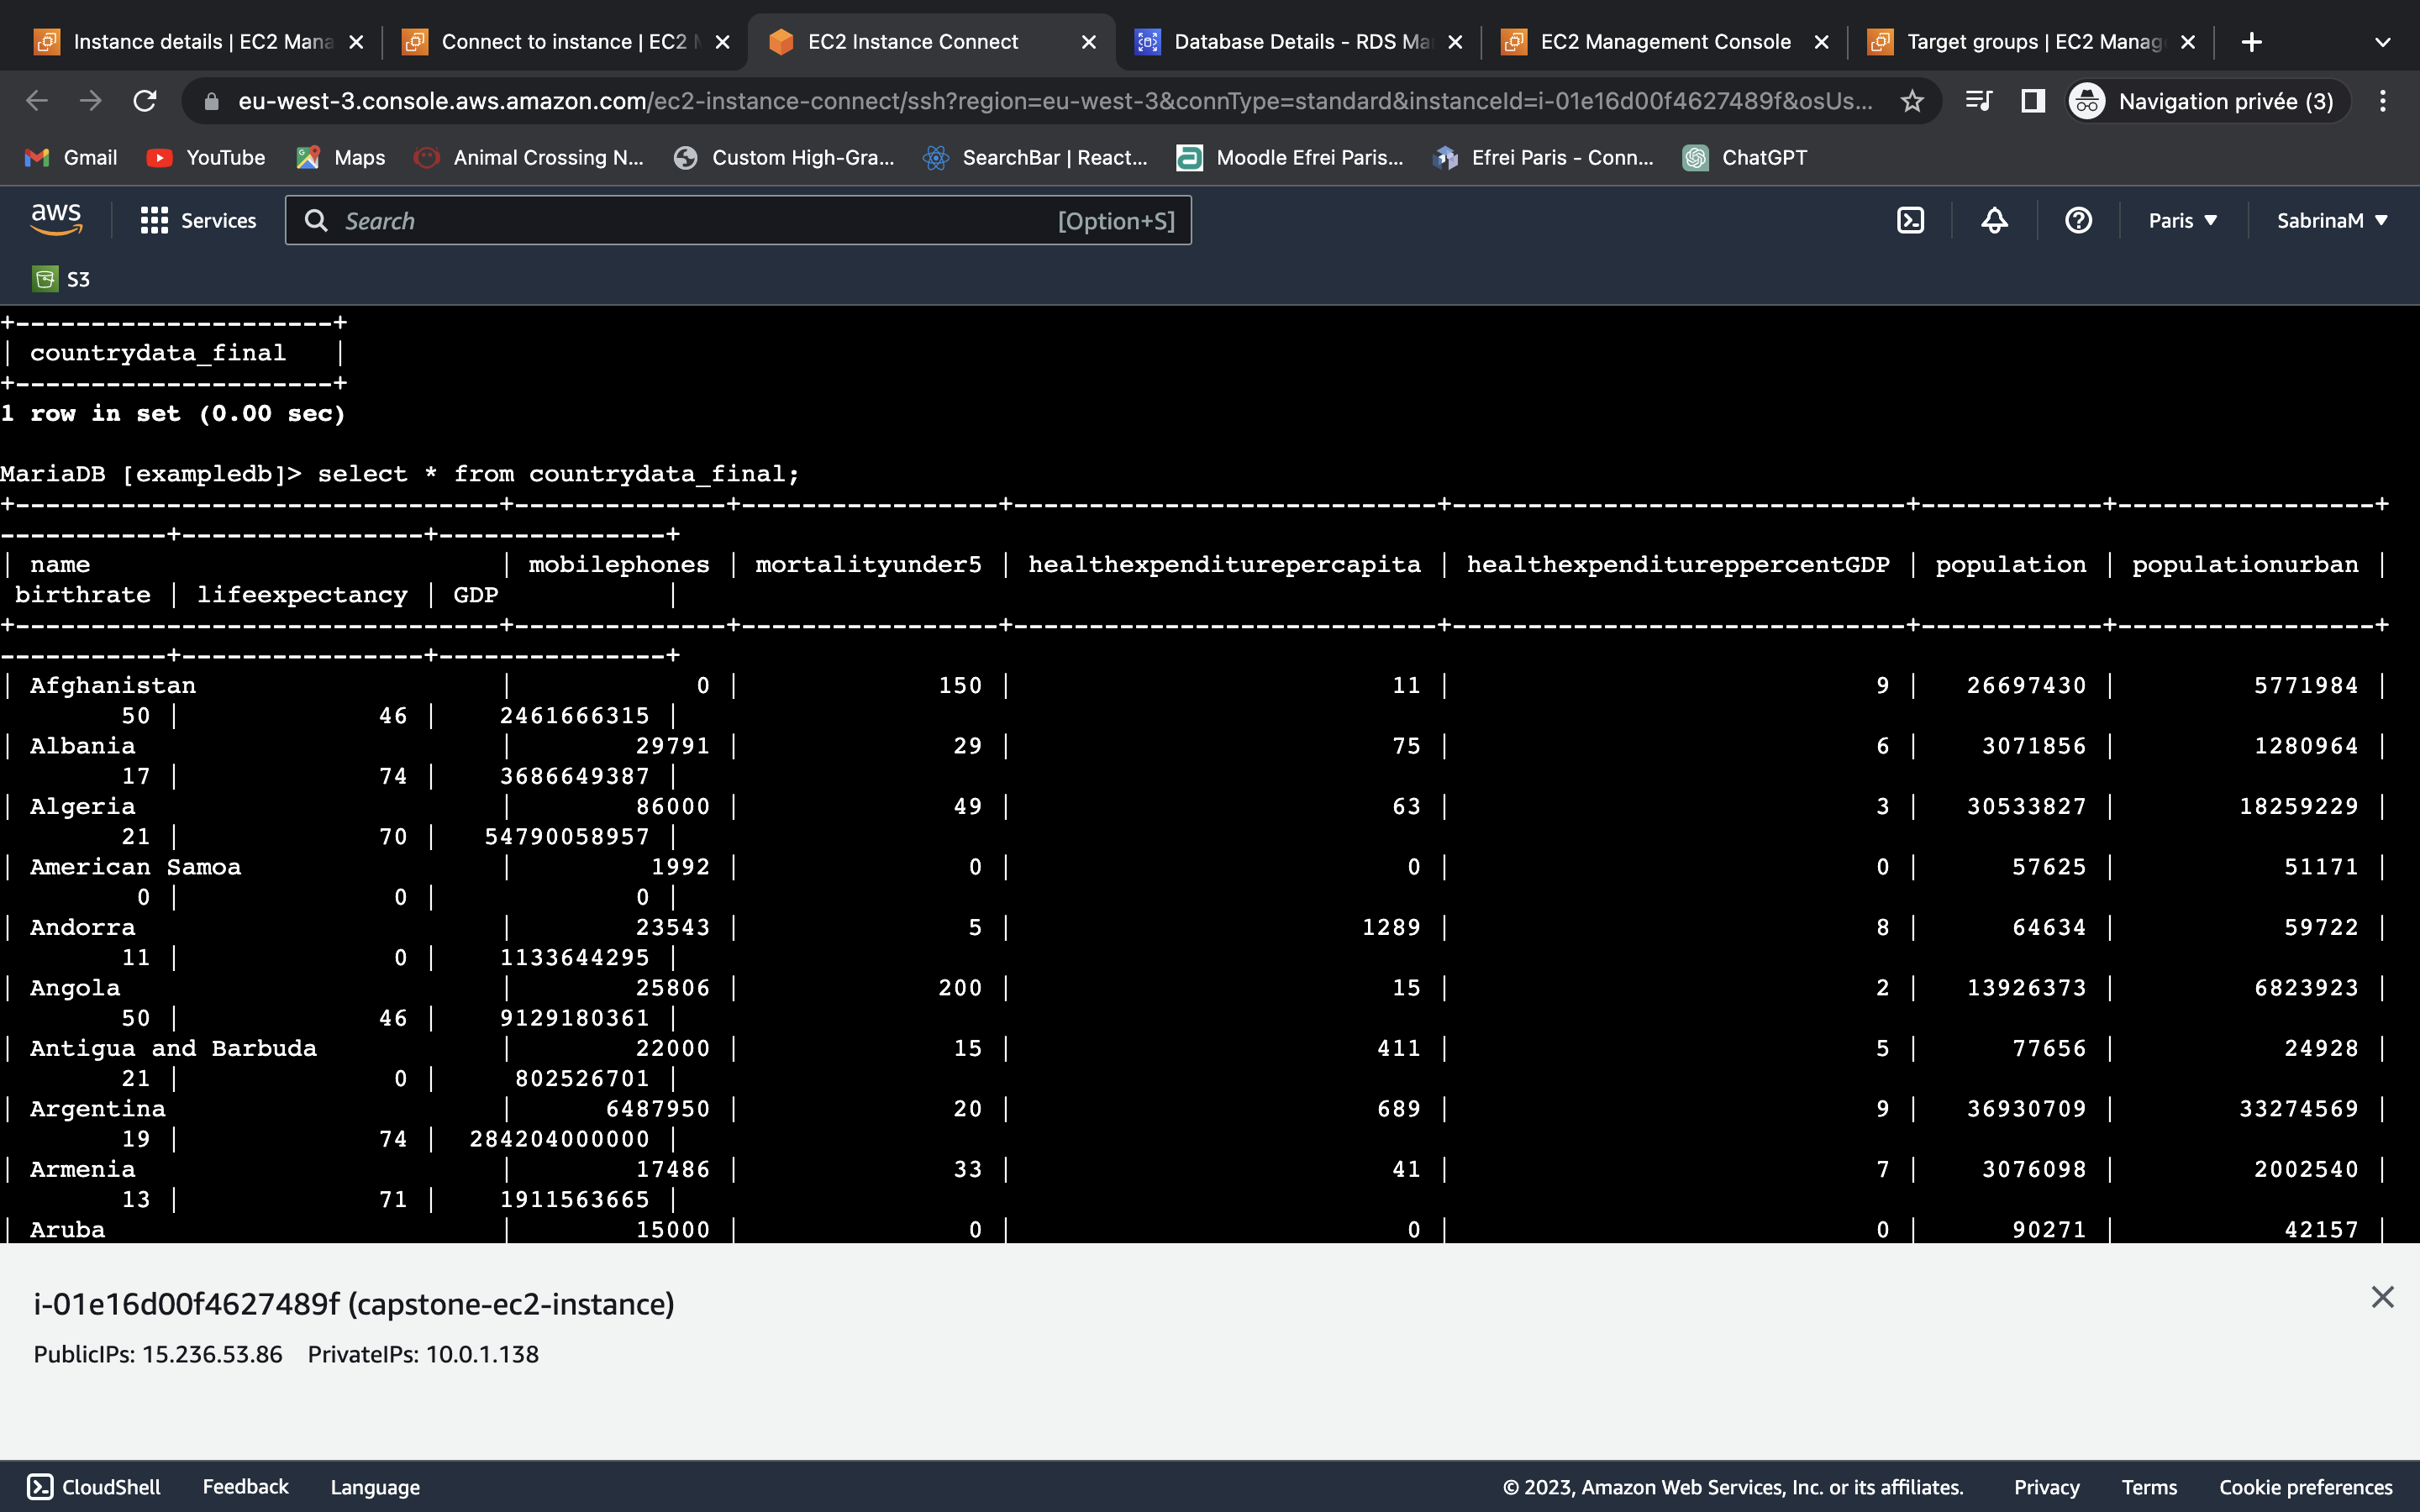 Instance details | EC2 Mana
Connect to instance | EC2 M
EC2 Instance Connect
Database Details - RDS Ma
EC2 Management Console
Target groups | EC2 Manag
eu-west-3.console.aws.amazon.com/ec2-instance-connect/ssh?region=eu-west-3&connType=standard&instanceId=i-01e16d00f4627489f&osUs...
Navigation privée (3)
Gmail YouTube Maps Animal Crossing N... Custom High-Gra... SearchBar | React... Moodle Efrei Paris... Efrei Paris - Conn... ChatGPT
aws Services Search [Option+S] Paris SabrinaM
S3
+---------------------+
| countrydata_final |
+---------------------+
1 row in set (0.00 sec)
MariaDB [exampledb]> select * from countrydata_final;
+--------------------------------+--------------+-----------------+----------------------------+------------------------------+------------+-----------------+
-----------+----------------+---------------+
| name | mobilephones | mortalityunder5 | healthexpenditurepercapita | healthexpenditureppercentGDP | population | populationurban |
birthrate | lifeexpectancy | GDP |
+--------------------------------+--------------+-----------------+----------------------------+------------------------------+------------+-----------------+
-----------+----------------+---------------+
| Afghanistan | 0 | 150 | 11 | 9 | 26697430 | 5771984 |
50 | 46 | 2461666315 |
| Albania | 29791 | 29 | 75 | 6 | 3071856 | 1280964 |
17 | 74 | 3686649387 |
| Algeria | 86000 | 49 | 63 | 3 | 30533827 | 18259229 |
21 | 70 | 54790058957 |
| American Samoa | 1992 | 0 | 0 | 0 | 57625 | 51171 |
0 | 0 | 0 |
| Andorra | 23543 | 5 | 1289 | 8 | 64634 | 59722 |
11 | 0 | 1133644295 |
| Angola | 25806 | 200 | 15 | 2 | 13926373 | 6823923 |
50 | 46 | 9129180361 |
| Antigua and Barbuda | 22000 | 15 | 411 | 5 | 77656 | 24928 |
21 | 0 | 802526701 |
| Argentina | 6487950 | 20 | 689 | 9 | 36930709 | 33274569 |
19 | 74 | 284204000000 |
| Armenia | 17486 | 33 | 41 | 7 | 3076098 | 2002540 |
13 | 71 | 1911563665 |
| Aruba | 15000 | 0 | 0 | 0 | 90271 | 42157 |
i-01e16d00f4627489f (capstone-ec2-instance)
PublicIPs: 15.236.53.86 PrivateIPs: 10.0.1.138
CloudShell Feedback Language © 2023, Amazon Web Services, Inc. or its affiliates. Privacy Terms Cookie preferences